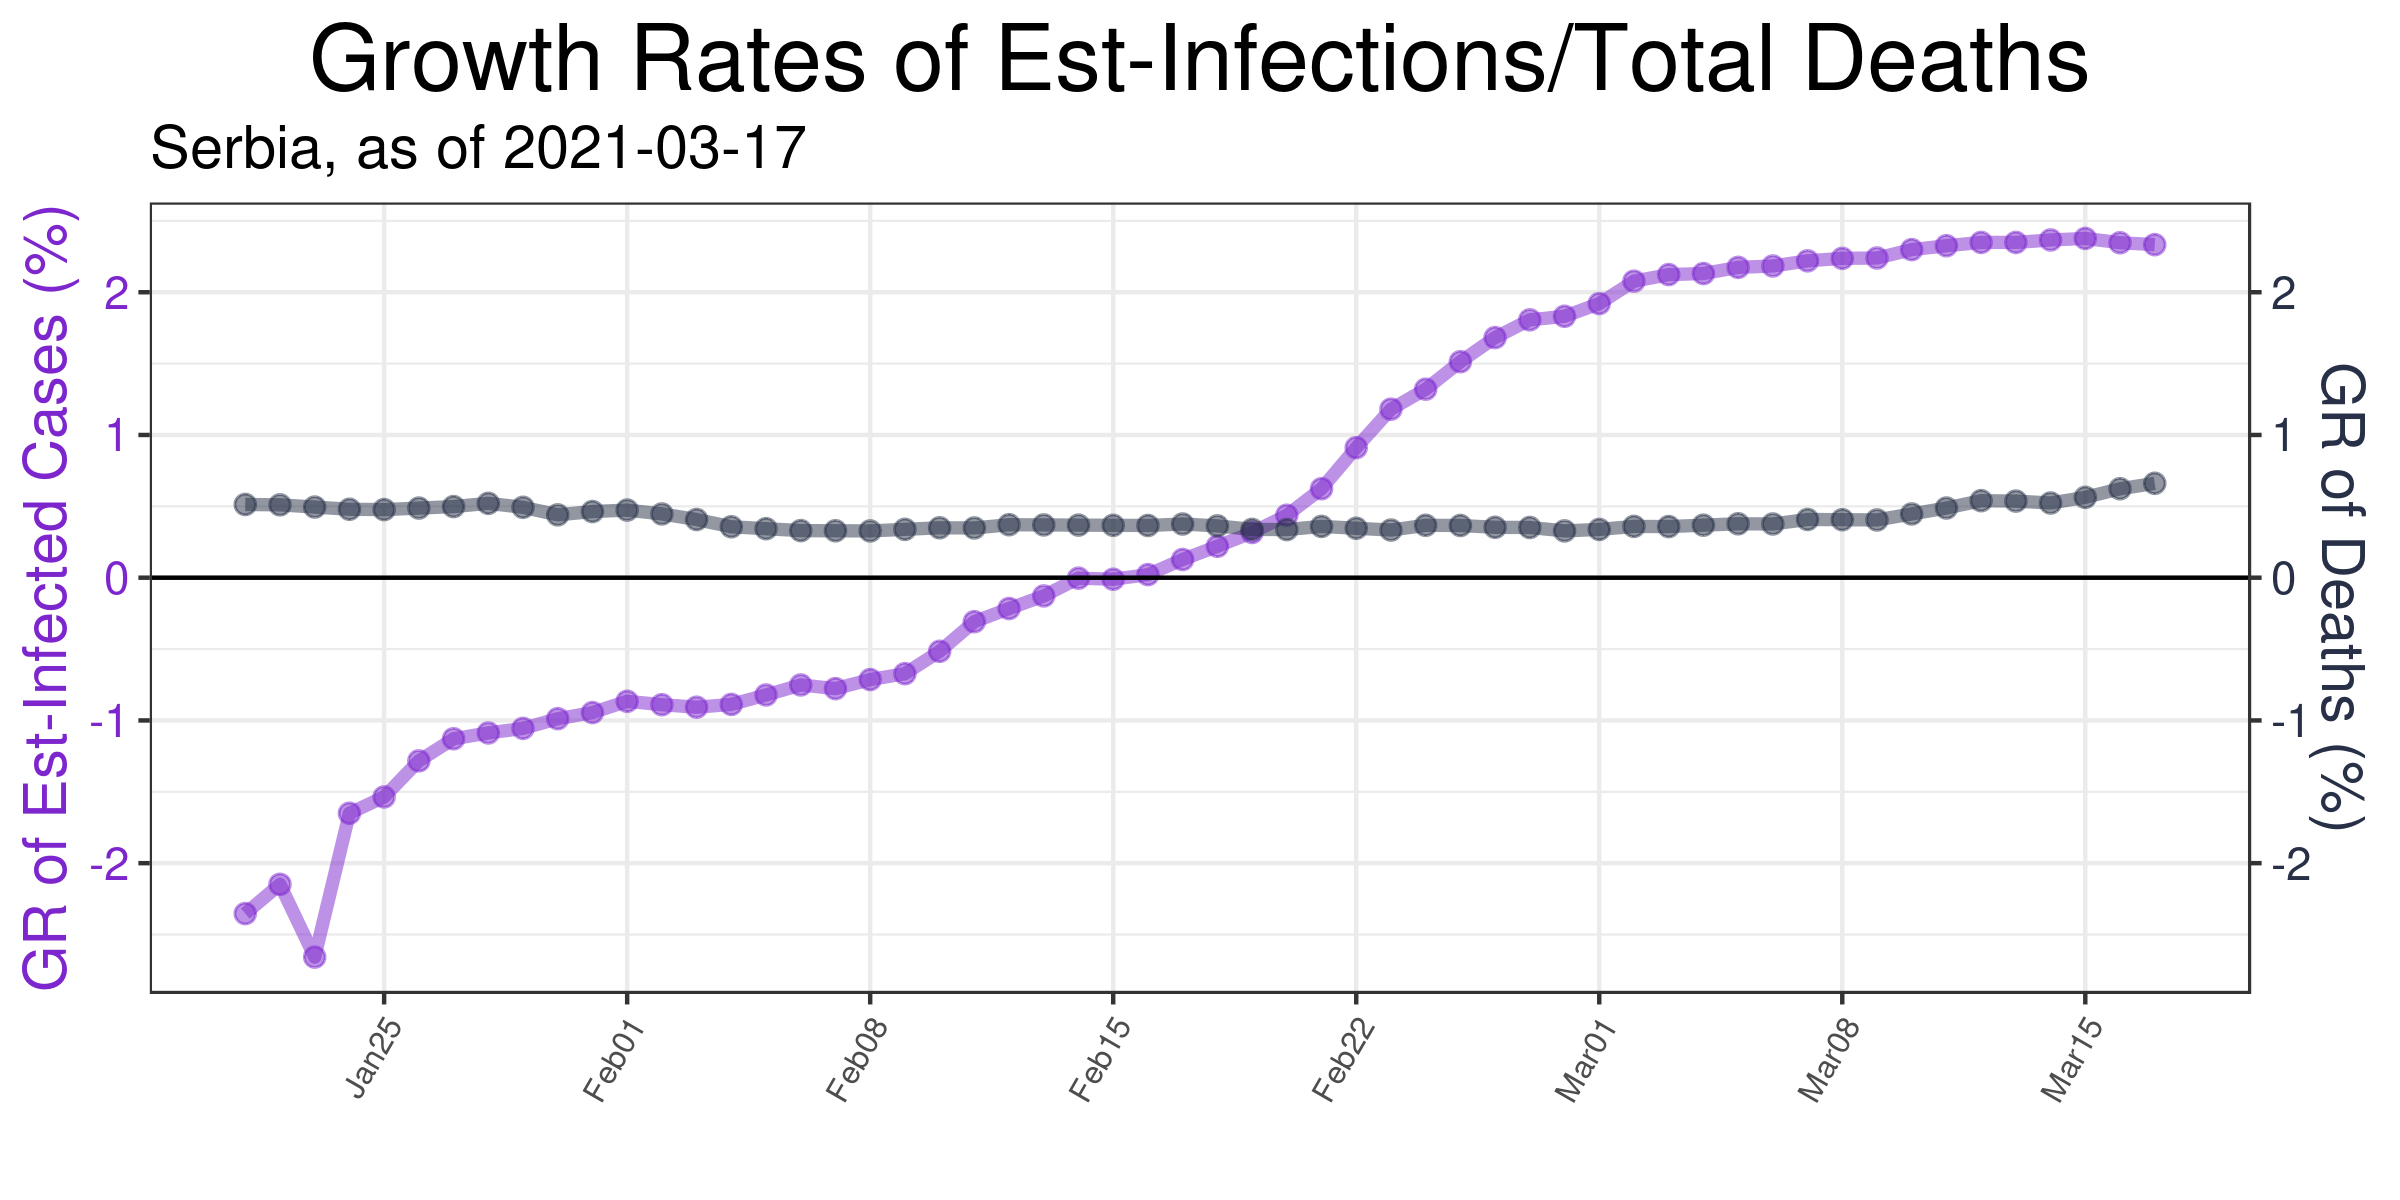 Growth Rates of Est-Infections/Total Deaths
Serbia, as of 2021-03-17
GR of Est-Infected Cases (%)
2
1
0
-1
-2
2
1
0
-1
-2
GR of Deaths (%)
Jan25
Feb01
Feb08
Feb15
Feb22
Mar01
Mar08
Mar15